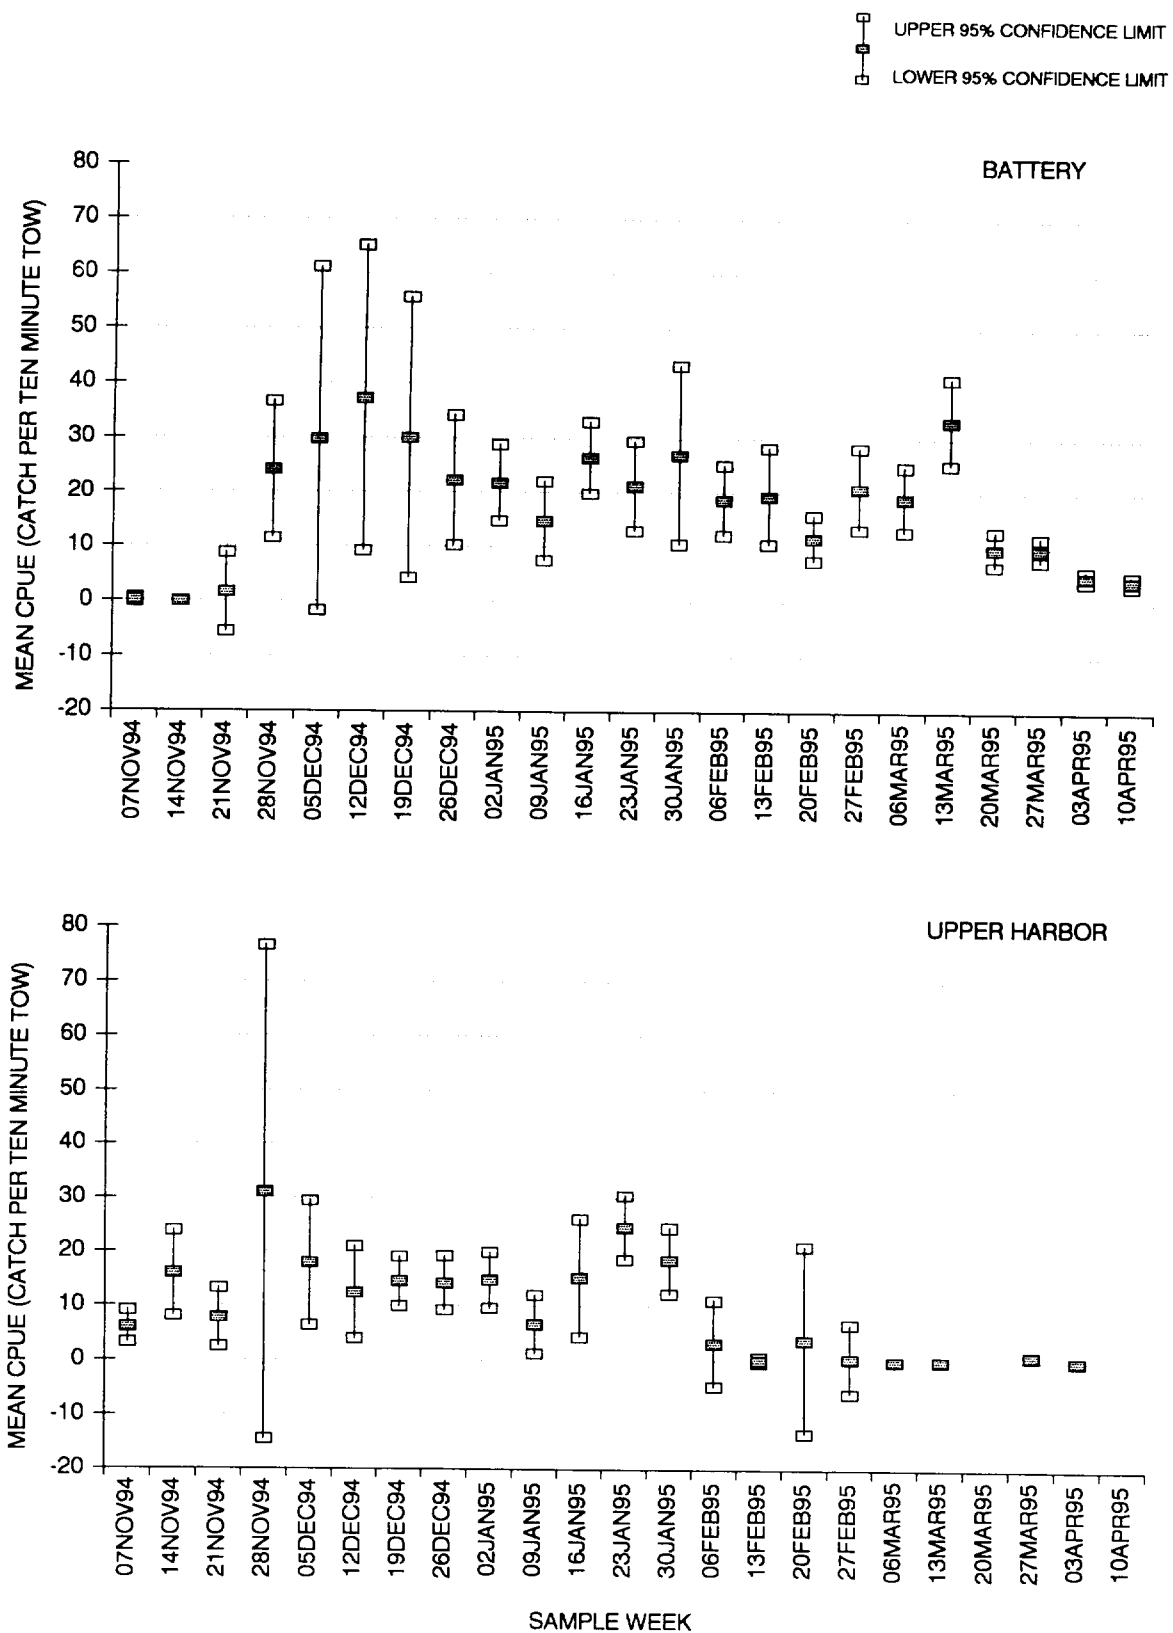 UPPER 95% CONFIDENCE LIMIT
LOWER 95% CONFIDENCE LIMIT
BATTERY
MEAN CPUE (CATCH PER TEN MINUTE TOW)
80
70
60
50
40
30
20
10
0
-10
-20
07NOV94
14NOV94
21NOV94
28NOV94
05DEC94
12DEC94
19DEC94
26DEC94
02JAN95
09JAN95
16JAN95
23JAN95
30JAN95
06FEB95
13FEB95
20FEB95
27FEB95
06MAR95
13MAR95
20MAR95
27MAR95
03APR95
10APR95
UPPER HARBOR
MEAN CPUE (CATCH PER TEN MINUTE TOW)
80
70
60
50
40
30
20
10
0
-10
-20
07NOV94
14NOV94
21NOV94
28NOV94
05DEC94
12DEC94
19DEC94
26DEC94
02JAN95
09JAN95
16JAN95
23JAN95
30JAN95
06FEB95
13FEB95
20FEB95
27FEB95
06MAR95
13MAR95
20MAR95
27MAR95
03APR95
10APR95
SAMPLE WEEK